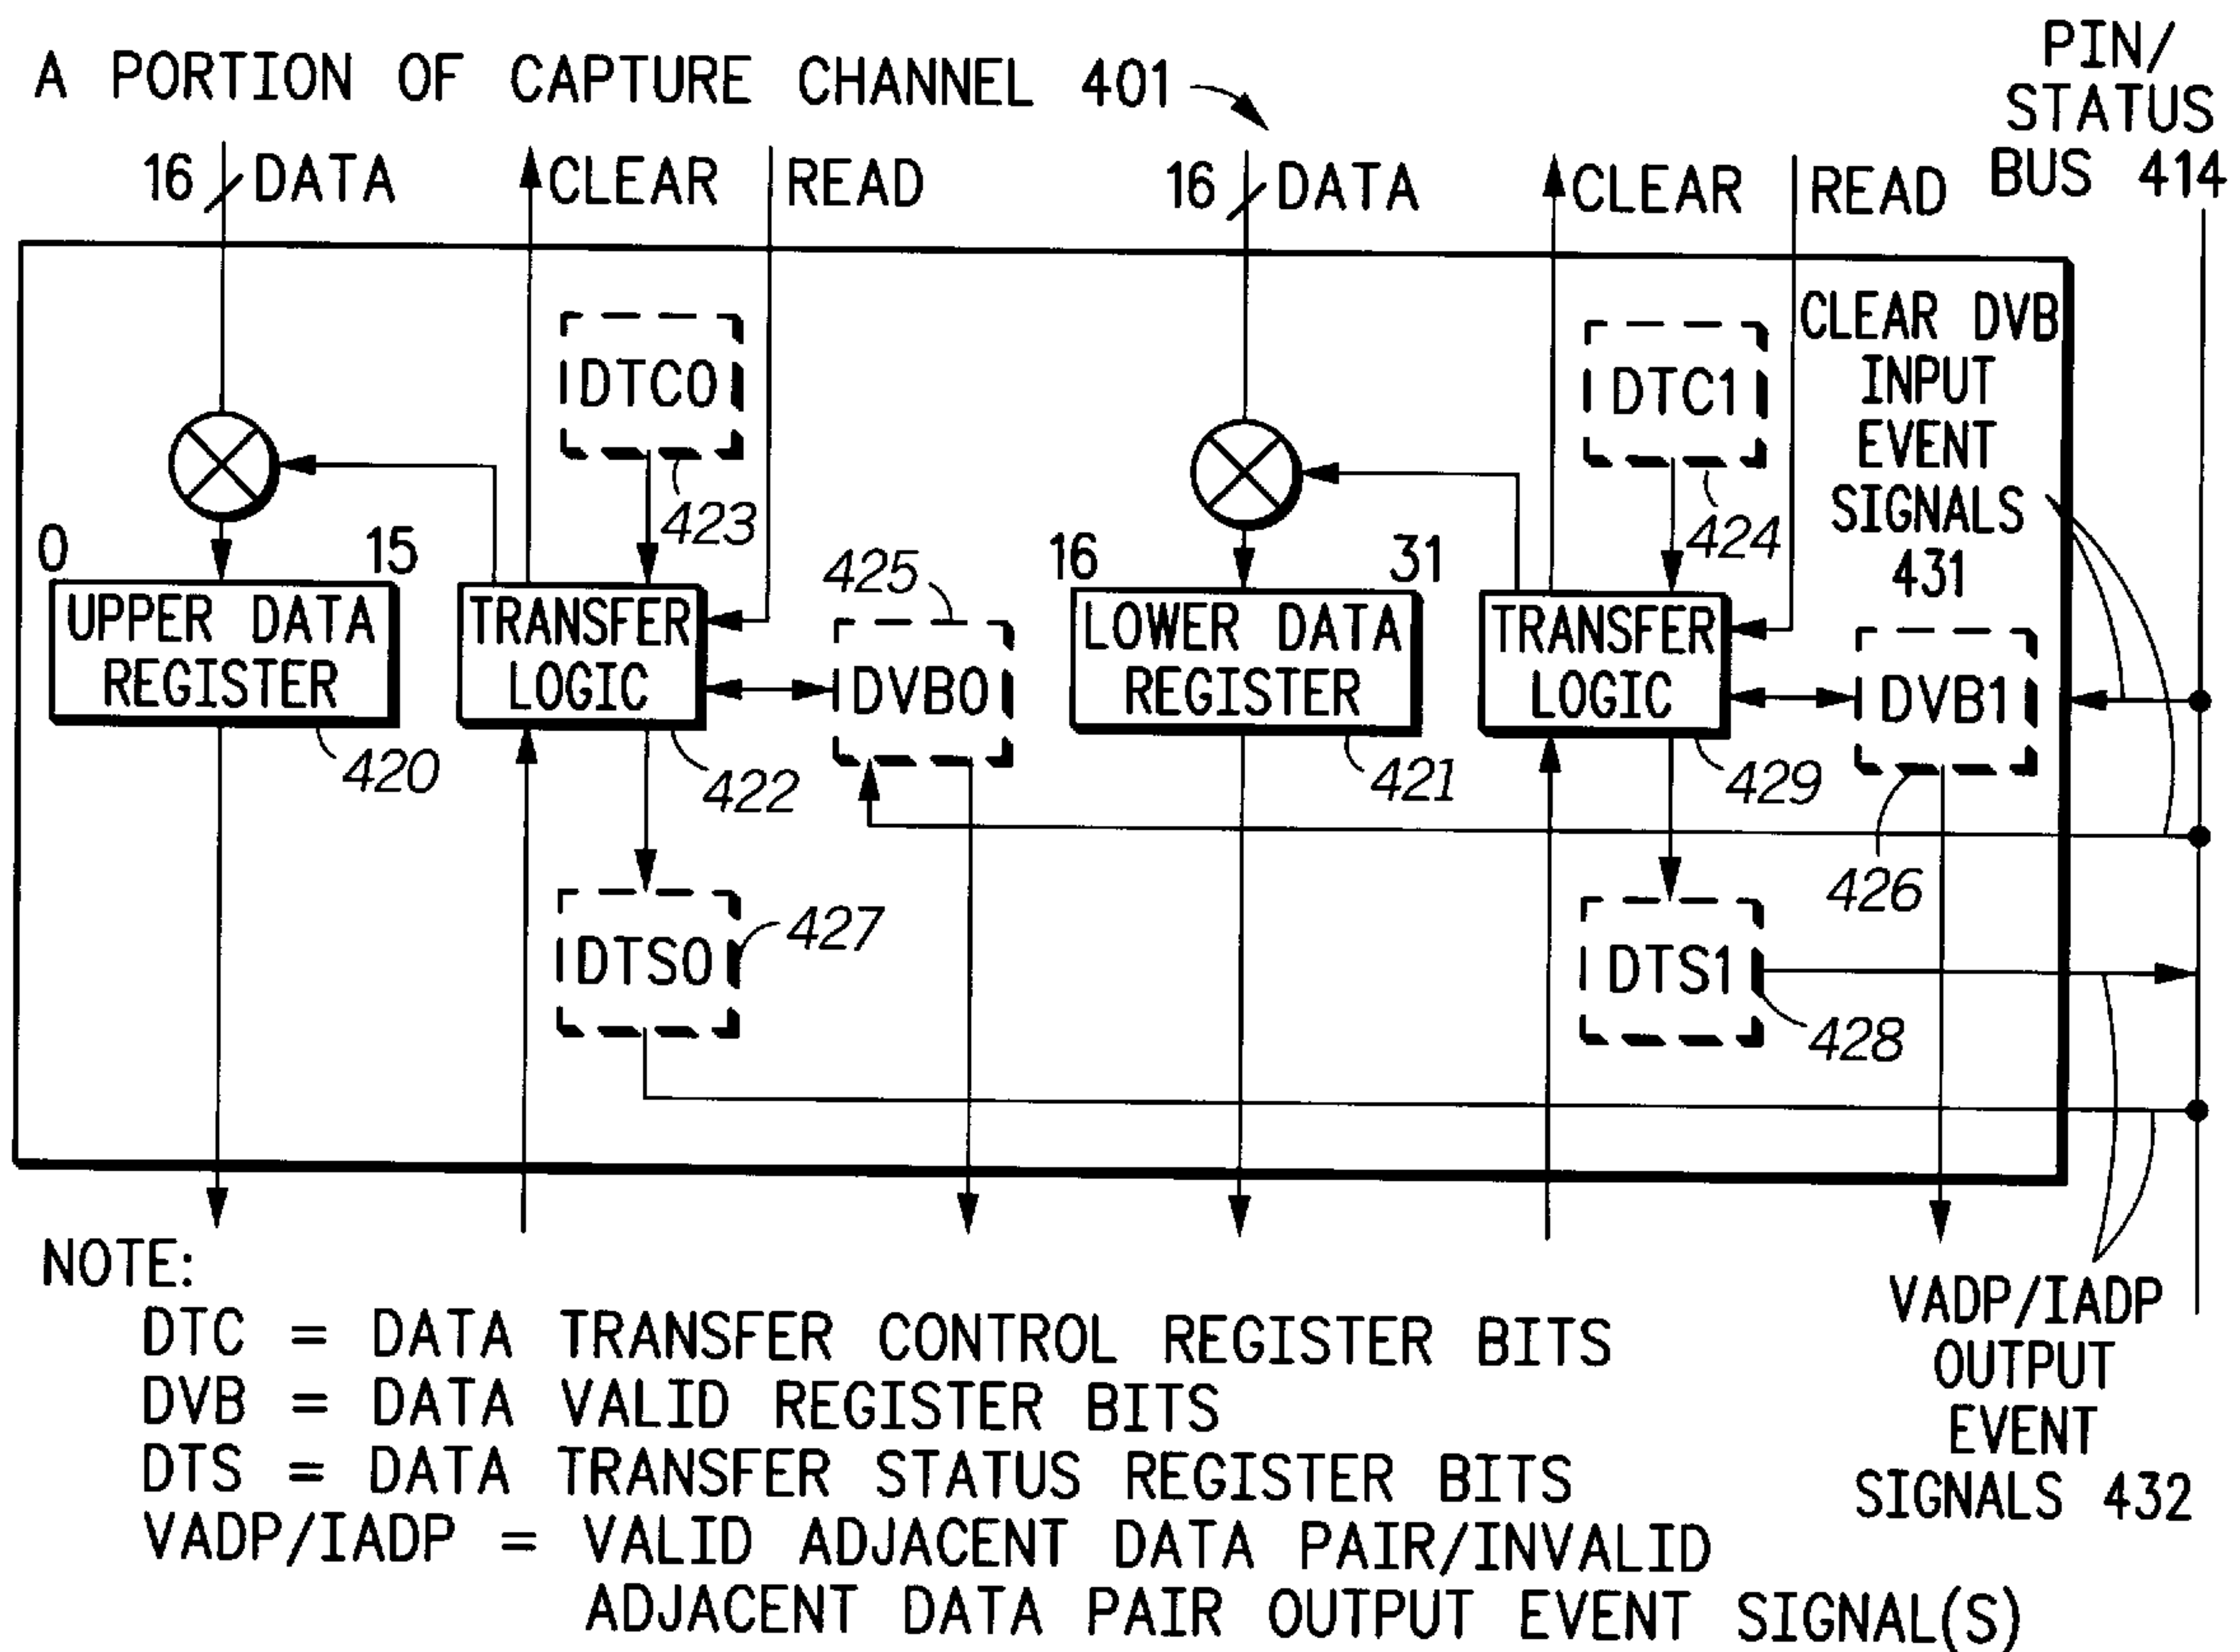 A PORTION OF CAPTURE CHANNEL 401
PIN/
STATUS
BUS 414
16 DATA
CLEAR
READ
16 DATA
CLEAR
READ
DTC0
423
DTC1
424
CLEAR DVB
INPUT
EVENT
SIGNALS
431
0 15
UPPER DATA
REGISTER
420
TRANSFER
LOGIC
422
425
DVB0
16 31
LOWER DATA
REGISTER
421
TRANSFER
LOGIC
429
DVB1
426
DTS0
427
DTS1
428
VADP/IADP
OUTPUT
EVENT
SIGNALS 432
NOTE:
DTC = DATA TRANSFER CONTROL REGISTER BITS
DVB = DATA VALID REGISTER BITS
DTS = DATA TRANSFER STATUS REGISTER BITS
VADP/IADP = VALID ADJACENT DATA PAIR/INVALID
ADJACENT DATA PAIR OUTPUT EVENT SIGNAL(S)